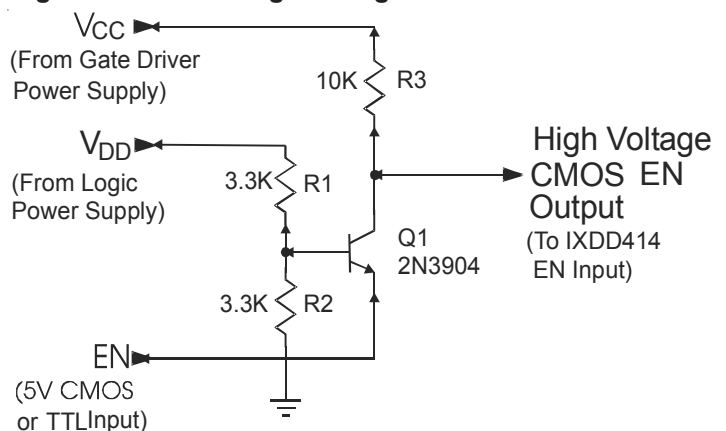 VCC
(From Gate Driver
Power Supply)
10K
R3
VDD
(From Logic
Power Supply)
3.3K
R1
High Voltage
CMOS EN
Output
(To IXDD414
EN Input)
Q1
2N3904
3.3K
R2
EN
(5V CMOS
or TTLInput)